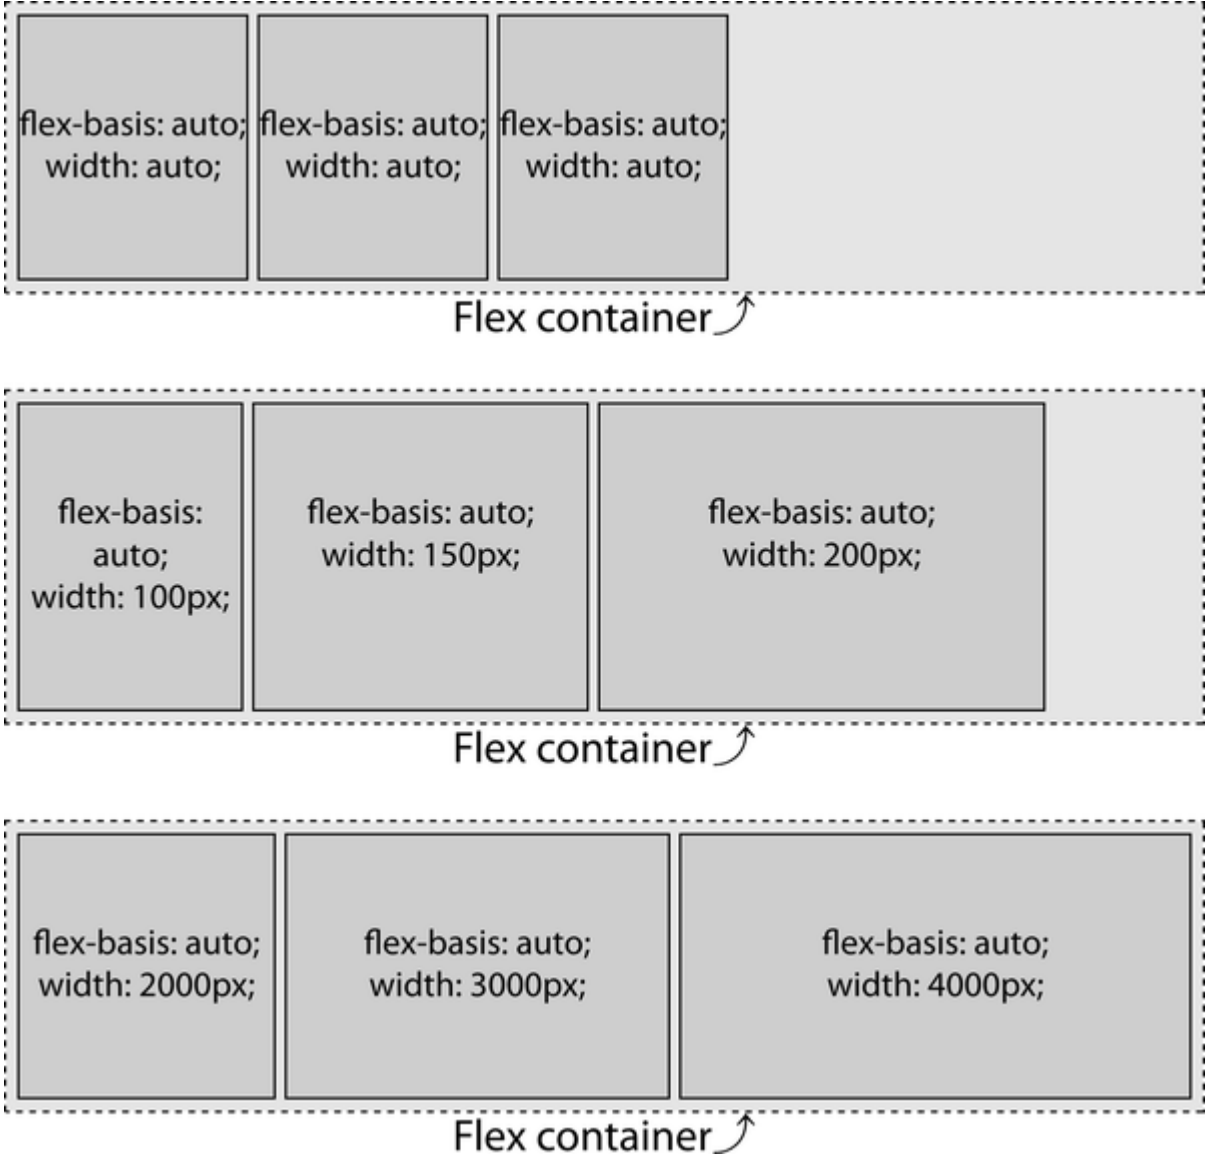 flex-basis: auto; flex-basis: auto; flex-basis: auto;
width: auto; width: auto; width: auto;
Flex container
flex-basis:
auto;
width: 100px;
flex-basis: auto;
width: 150px;
flex-basis: auto;
width: 200px;
Flex container
flex-basis: auto;
width: 2000px;
flex-basis: auto;
width: 3000px;
flex-basis: auto;
width: 4000px;
Flex container